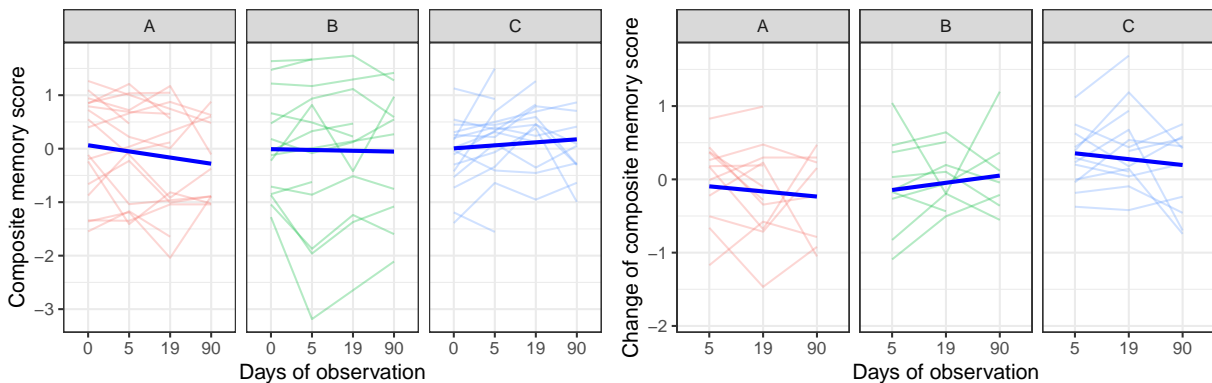 A B C
Composite memory score
1
0
−1
−2
−3
0 5 19 90 0 5 19 90 0 5 19 90
Days of observation
A B C
Change of composite memory score
1
0
−1
−2
5 19 90 5 19 90 5 19 90
Days of observation